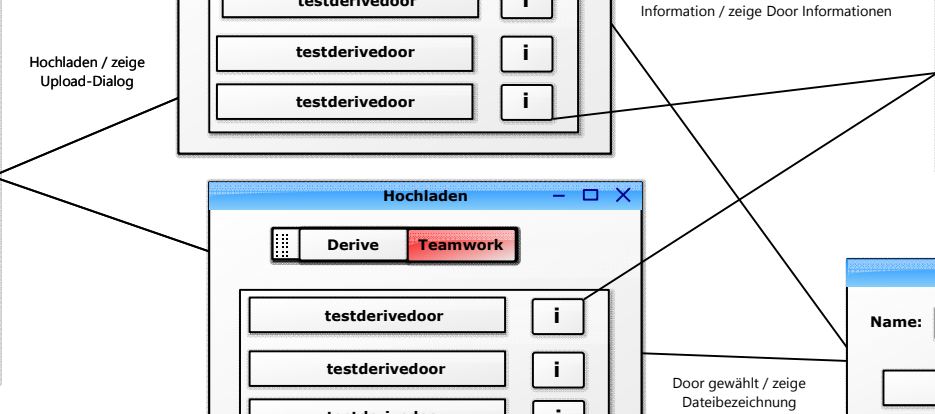 testderivedoor i
Information / zeige Door Informationen
testderivedoor i
Hochladen / zeige
Upload-Dialog
testderivedoor i
Hochladen
Derive Teamwork
testderivedoor i
Name:
testderivedoor i
Door gewählt / zeige
Dateibezeichnung
testderivedoor i